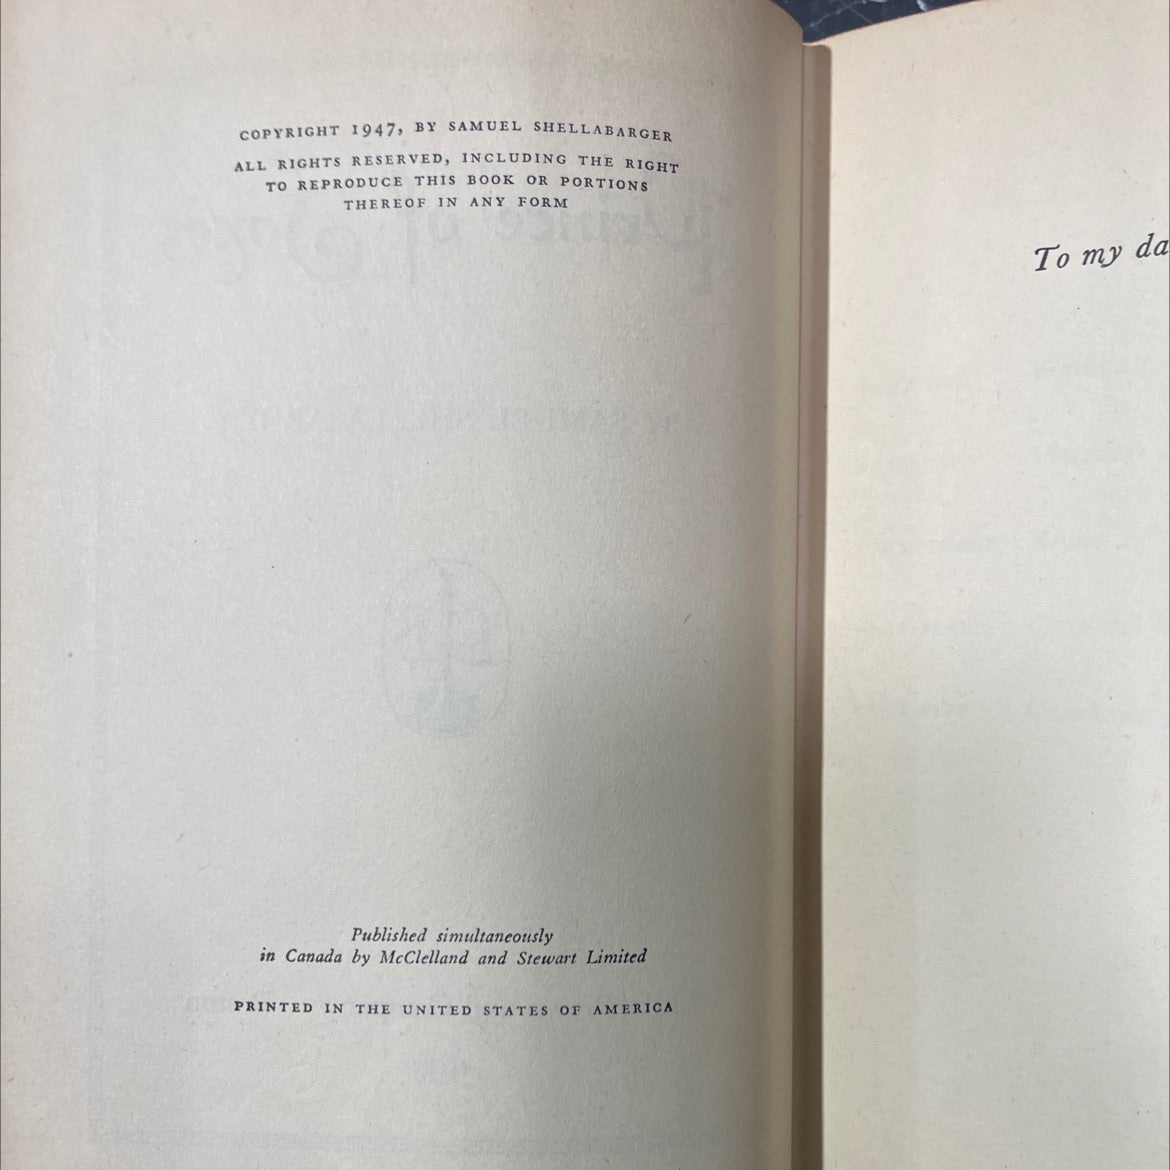 COPYRIGHT 1947, BY SAMUEL SHELLABARGER
ALL RIGHTS RESERVED, INCLUDING THE RIGHT
TO REPRODUCE THIS BOOK OR PORTIONS
THEREOF IN ANY FORM
Published simultaneously
in Canada by McClelland and Stewart Limited
PRINTED IN THE UNITED STATES OF AMERICA
To my da